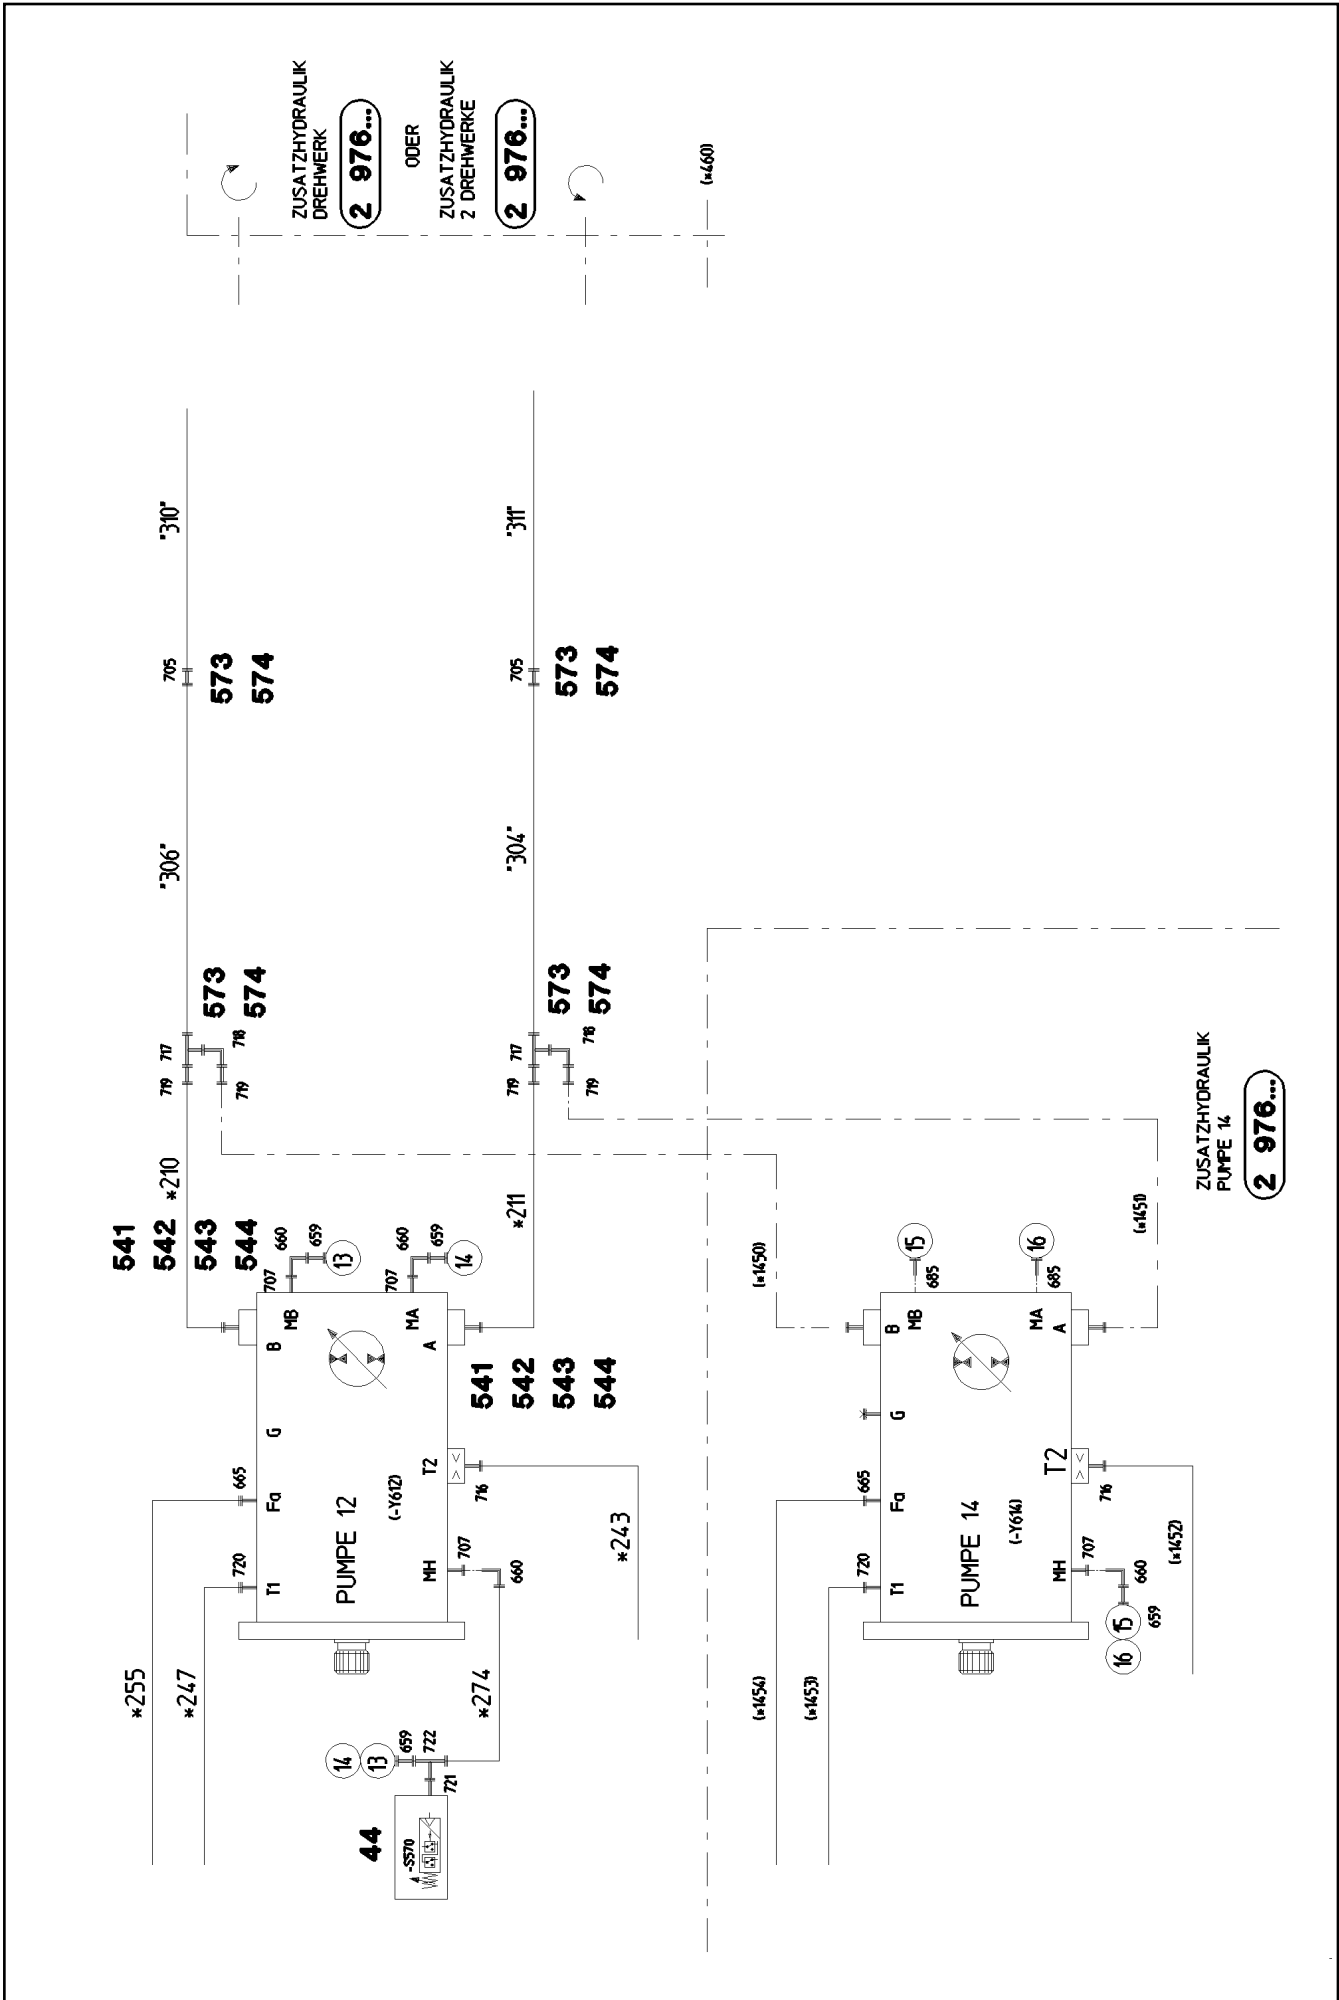 ZUSATZHYDRAULIK
DREHWERK
2 976...
ODER
ZUSATZHYDRAULIK
2 DREHWERKE
2 976...
(*460)
"310"
"311"
705
573
574
705
573
574
"306"
"304"
717
719
573
574
718
719
717
719
573
574
718
719
*210
*211
541
542
543
544
707
660
659
13
707
660
659
14
B
MB
MA
A
541
542
543
544
G
Fa
665
T1
720
PUMPE 12
(-Y612)
T2
716
MH
707
660
*243
*255
*247
*274
14
13
659
722
721
44
-S570
ZUSATZHYDRAULIK
PUMPE 14
2 976...
(*1450)
(*1451)
15
685
16
685
B
MB
MA
A
G
Fa
665
T1
720
PUMPE 14
(-Y614)
T2
716
MH
707
660
659
15
16
(*1452)
(*1454)
(*1453)